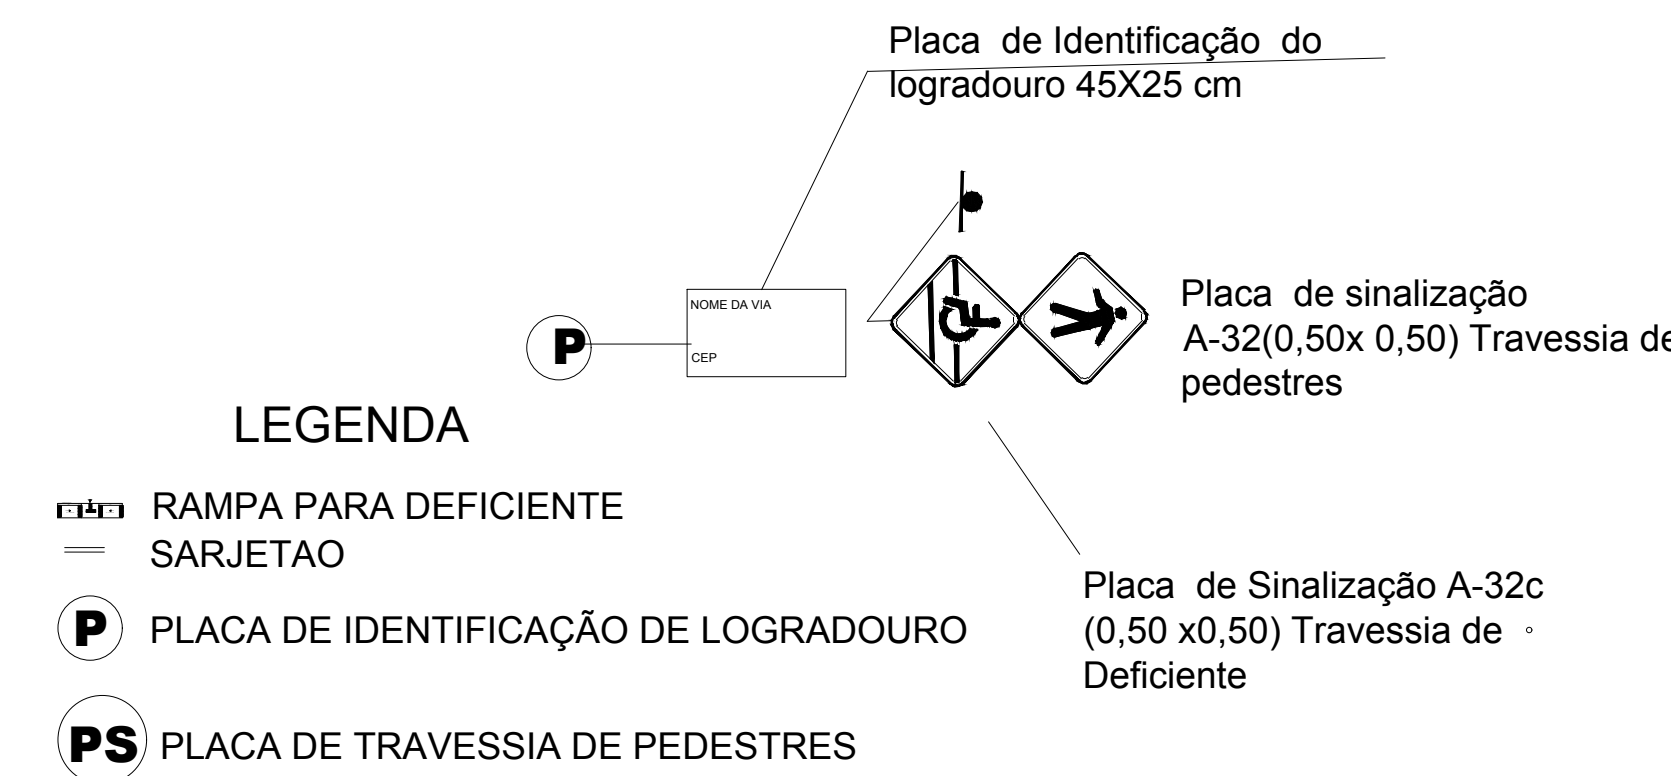 Placa de Identificação do
logradouro 45X25 cm
NOME DA VIA
P
CEP
Placa de sinalização
A-32(0,50x 0,50) Travessia de
pedestres
LEGENDA
RAMPA PARA DEFICIENTE
SARJETAO
P PLACA DE IDENTIFICAÇÃO DE LOGRADOURO
PS PLACA DE TRAVESSIA DE PEDESTRES
Placa de Sinalização A-32c
(0,50 x0,50) Travessia de
Deficiente